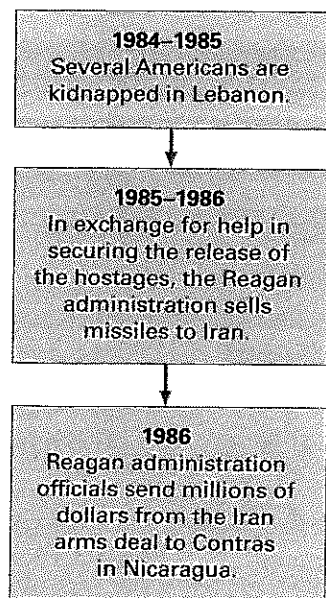 1984–1985
Several Americans are
kidnapped in Lebanon.
1985–1986
In exchange for help in
securing the release of
the hostages, the Reagan
administration sells
missiles to Iran.
1986
Reagan administration
officials send millions of
dollars from the Iran
arms deal to Contras
in Nicaragua.